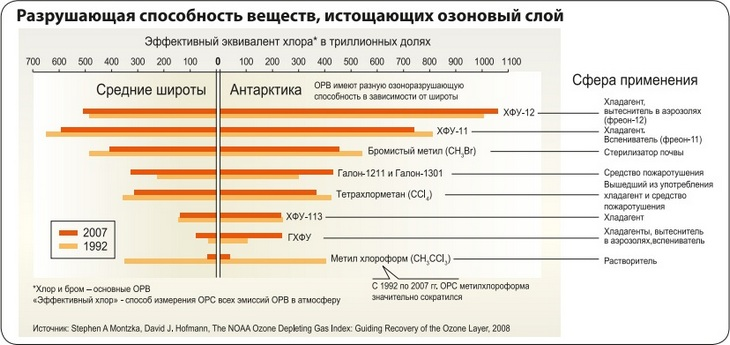 Разрушающая способность веществ, истощающих озоновый слой
Эффективный эквивалент хлора* в триллионных долях
700 600 500 400 300 200 100 0 0 100 200 300 400 500 600 700 800 900 1000 1100
Средние широты
Антарктика
ОРВ имеют разную озоноразрушающую
способность в зависимости от широты
Сфера применения
ХФУ-12
Хладагент,
вытеснитель в аэрозолях
(фреон-12)
ХФУ-11
Хладагент.
Вспениватель (фреон-11)
Бромистый метил (CH3Br)
Стерилизатор почвы
Галон-1211 и Галон-1301
Средство пожаротушения
Тетрахлорметан (CCl4)
Вышедший из употребления
хладагент и средство
пожаротушения
ХФУ-113
Хладагент
ГХФУ
Хладагенты, вытеснитель
в аэрозолях,вспениватель
Метил хлороформ (CH3CCl3)
Растворитель
2007
1992
С 1992 по 2007 гг. ОРС метилхлороформа
значительно сократился
*Хлор и бром – основные ОРВ
«Эффективный хлор» - способ измерения ОРС всех эмиссий ОРВ в атмосферу
Источник: Stephen A Montzka, David J. Hofmann, The NOAA Ozone Depleting Gas Index: Guiding Recovery of the Ozone Layer, 2008